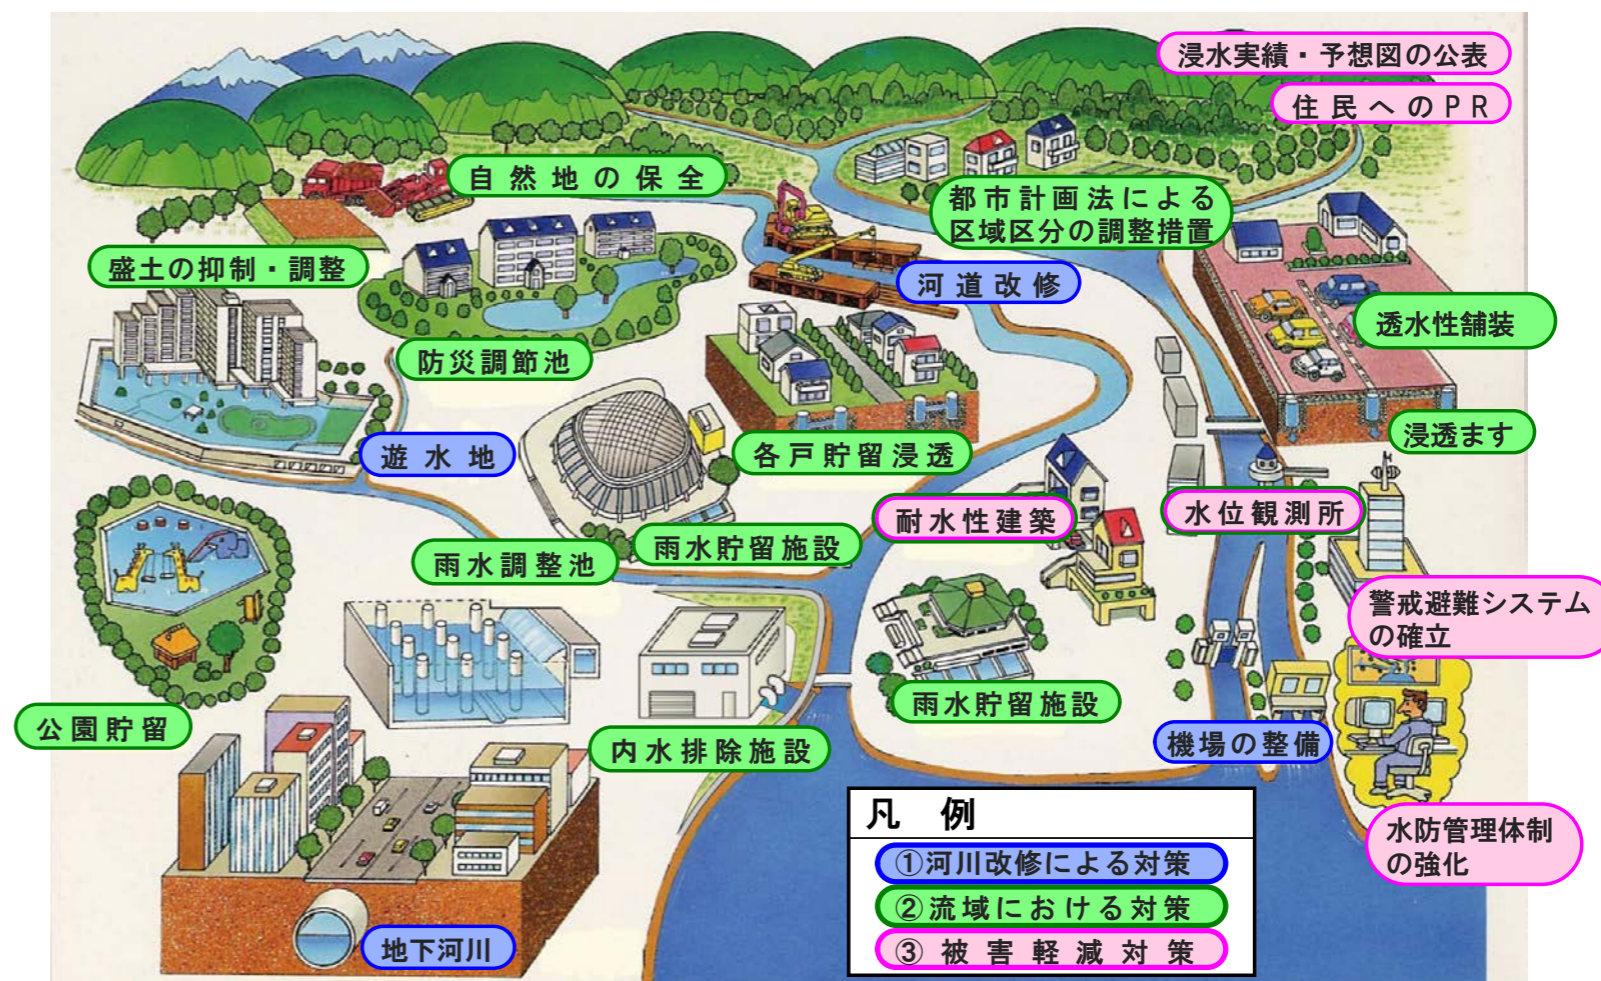 浸水実績・予想図の公表
住民へのPR
自然地の保全
都市計画法による
区域区分の調整措置
盛土の抑制・調整
河道改修
透水性舗装
防災調節池
浸透ます
遊水地
各戸貯留浸透
耐水性建築
水位観測所
雨水貯留施設
雨水調整池
警戒避難システム
の確立
雨水貯留施設
公園貯留
内水排除施設
機場の整備
水防管理体制
の強化
地下河川
凡例
①河川改修による対策
②流域における対策
③被害軽減対策